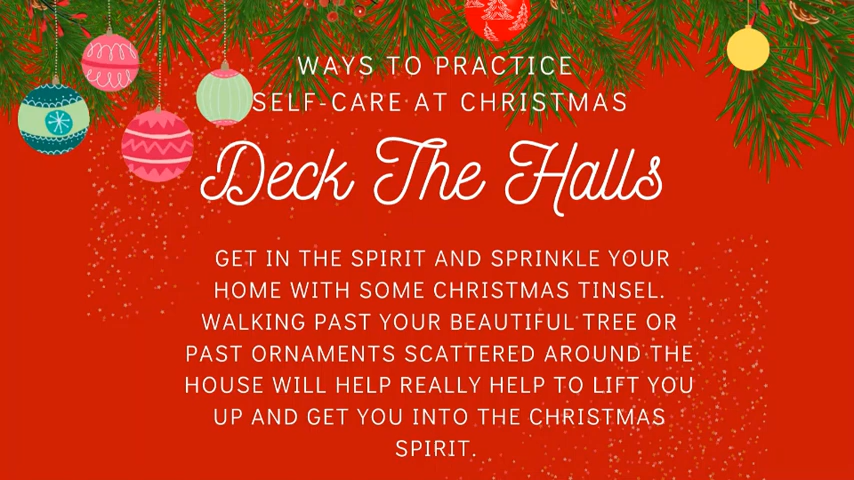 WAYS TO PRACTICE
SELF-CARE AT CHRISTMAS
Deck The Halls
GET IN THE SPIRIT AND SPRINKLE YOUR
HOME WITH SOME CHRISTMAS TINSEL.
WALKING PAST YOUR BEAUTIFUL TREE OR
PAST ORNAMENTS SCATTERED AROUND THE
HOUSE WILL HELP REALLY HELP TO LIFT YOU
UP AND GET YOU INTO THE CHRISTMAS
SPIRIT.